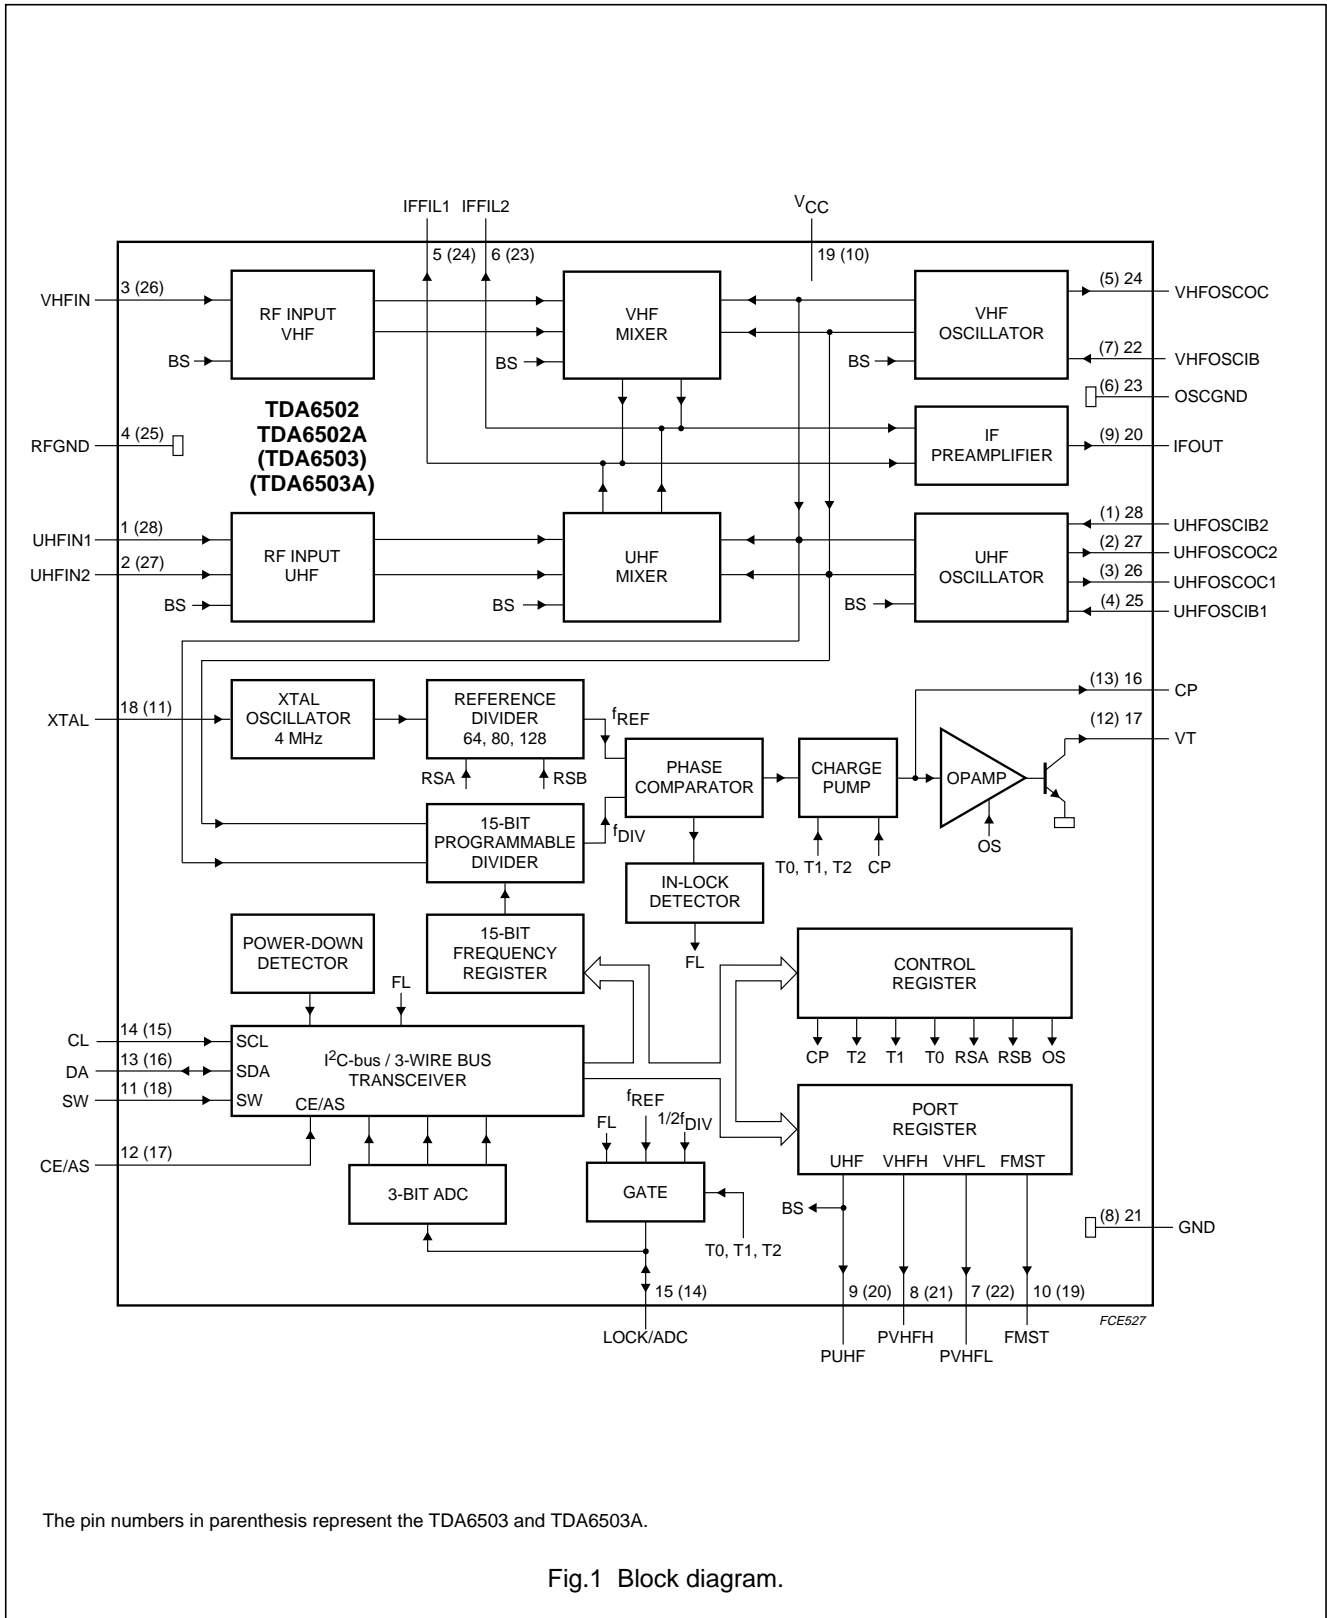 IFFIL1 IFFIL2 VCC
5 (24) 6 (23) 19 (10)
VHFIN 3 (26)
RF INPUT
VHF
BS
VHF
MIXER
BS
VHF
OSCILLATOR
BS
(5) 24 VHFOSCOC
(7) 22 VHFOSCIB
(6) 23 OSCGND
TDA6502
TDA6502A
(TDA6503)
(TDA6503A)
RFGND 4 (25)
IF
PREAMPLIFIER
(9) 20 IFOUT
UHFIN1 1 (28)
UHFIN2 2 (27)
RF INPUT
UHF
BS
UHF
MIXER
BS
UHF
OSCILLATOR
BS
(1) 28 UHFOSCIB2
(2) 27 UHFOSCOC2
(3) 26 UHFOSCOC1
(4) 25 UHFOSCIB1
XTAL 18 (11)
XTAL
OSCILLATOR
4 MHz
REFERENCE
DIVIDER
64, 80, 128
RSA RSB
fREF
PHASE
COMPARATOR
CHARGE
PUMP
T0, T1, T2 CP
OPAMP
OS
(13) 16 CP
(12) 17 VT
15-BIT
PROGRAMMABLE
DIVIDER
fDIV
IN-LOCK
DETECTOR
FL
POWER-DOWN
DETECTOR
15-BIT
FREQUENCY
REGISTER
FL
CONTROL
REGISTER
CP T2 T1 T0 RSA RSB OS
CL 14 (15) SCL
DA 13 (16) SDA
SW 11 (18) SW
I2C-bus / 3-WIRE BUS
TRANSCEIVER
CE/AS
CE/AS 12 (17)
3-BIT ADC
FL fREF 1/2fDIV
GATE
T0, T1, T2
PORT
REGISTER
UHF VHFH VHFL FMST
BS
(8) 21 GND
15 (14) 9 (20) 8 (21) 7 (22) 10 (19)
LOCK/ADC PUHF PVHFH PVHFL FMST
FCE527
The pin numbers in parenthesis represent the TDA6503 and TDA6503A.
Fig.1 Block diagram.